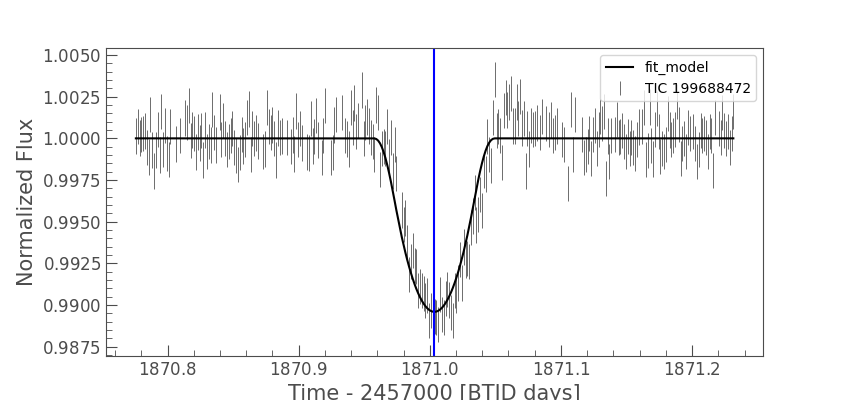 1.0050
1.0025
1.0000
0.9975
0.9950
0.9925
0.9900
0.9875
Normalized Flux
fit_model
TIC 199688472
1870.8 1870.9 1871.0 1871.1 1871.2
Time - 2457000 [BTJD days]